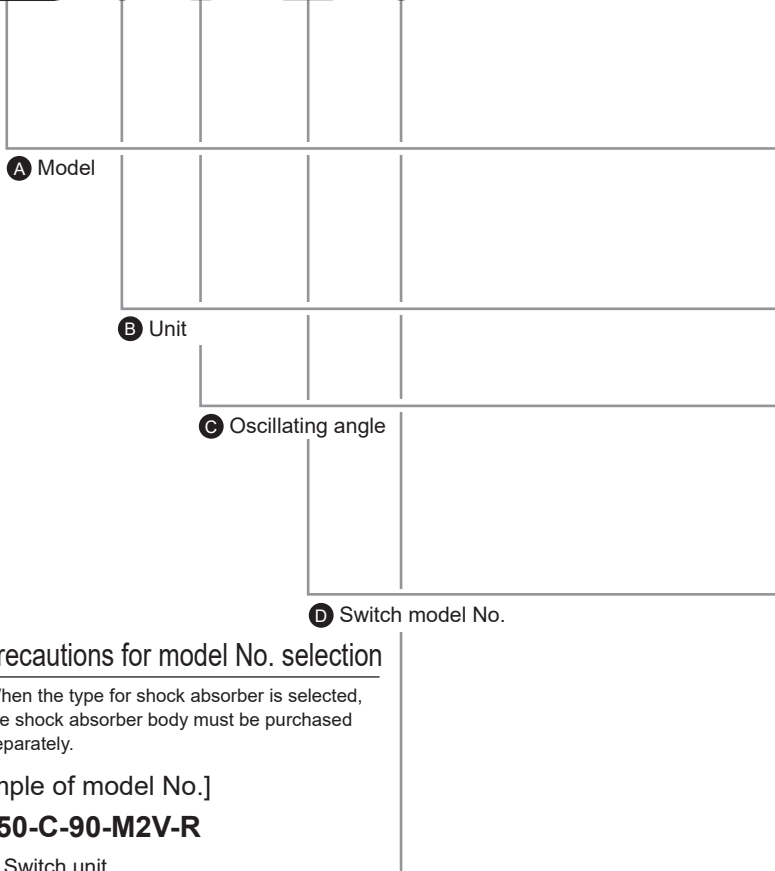 A Model
B Unit
C Oscillating angle
D Switch model No.
recautions for model No. selection
hen the type for shock absorber is selected,
e shock absorber body must be purchased
eparately.
mple of model No.]
50-C-90-M2V-R
Switch unit